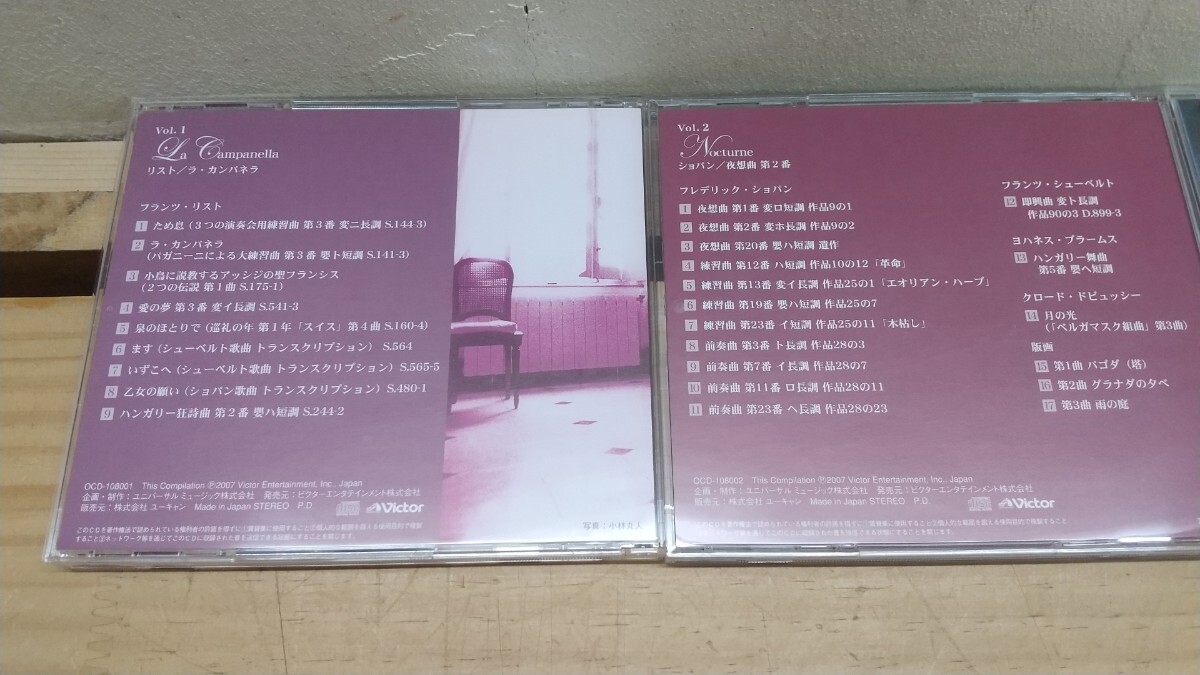 Vol. 1
La Campanella
リスト／ラ・カンパネラ
フランツ・リスト
1 ため息（3つの演奏会用練習曲 第3番 変ニ長調 S.144-3）
2 ラ・カンパネラ
（パガニーニによる大練習曲 第3番 嬰ト短調 S.141-3）
3 小鳥に説教するアッシジの聖フランシス
（2つの伝説 第1曲 S.175-1）
4 愛の夢 第3番 変イ長調 S.541-3
5 泉のほとりで（巡礼の年 第1年「スイス」第4曲 S.160-4）
6 ます（シューベルト歌曲 トランスクリプション） S.564
7 いずこへ（シューベルト歌曲 トランスクリプション） S.565-5
8 乙女の願い（ショパン歌曲 トランスクリプション） S.480-1
9 ハンガリー狂詩曲 第2番 嬰ハ短調 S.244-2
OCD-108001 This Compilation ℗2007 Victor Entertainment, Inc., Japan
企画・制作：ユニバーサル ミュージック株式会社 発売元：ビクターエンタテインメント株式会社
販売元：株式会社 ユーキャン Made in Japan STEREO P.D
Victor
写真：小林丈人
Vol. 2
Nocturne
ショパン／夜想曲 第2番
フレデリック・ショパン
1 夜想曲 第1番 変ロ短調 作品9の1
2 夜想曲 第2番 変ホ長調 作品9の2
3 夜想曲 第20番 嬰ハ短調 遺作
4 練習曲 第12番 ハ短調 作品10の12「革命」
5 練習曲 第13番 変イ長調 作品25の1「エオリアン・ハープ」
6 練習曲 第19番 嬰ハ短調 作品25の7
7 練習曲 第23番 イ短調 作品25の11「木枯し」
8 前奏曲 第3番 ト長調 作品28の3
9 前奏曲 第7番 イ長調 作品28の7
10 前奏曲 第11番 ロ長調 作品28の11
11 前奏曲 第23番 ヘ長調 作品28の23
フランツ・シューベルト
12 即興曲 変ト長調
作品90の3 D.899-3
ヨハネス・ブラームス
13 ハンガリー舞曲
第5番 嬰ヘ短調
クロード・ドビュッシー
14 月の光
（「ベルガマスク組曲」第3曲）
版画
15 第1曲 パゴダ（塔）
16 第2曲 グラナダの夕べ
17 第3曲 雨の庭
OCD-108002 This Compilation ℗2007 Victor Entertainment, Inc., Japan
企画・制作：ユニバーサル ミュージック株式会社 発売元：ビクターエンタテインメント株式会社
販売元：株式会社 ユーキャン Made in Japan STEREO P.D
Victor